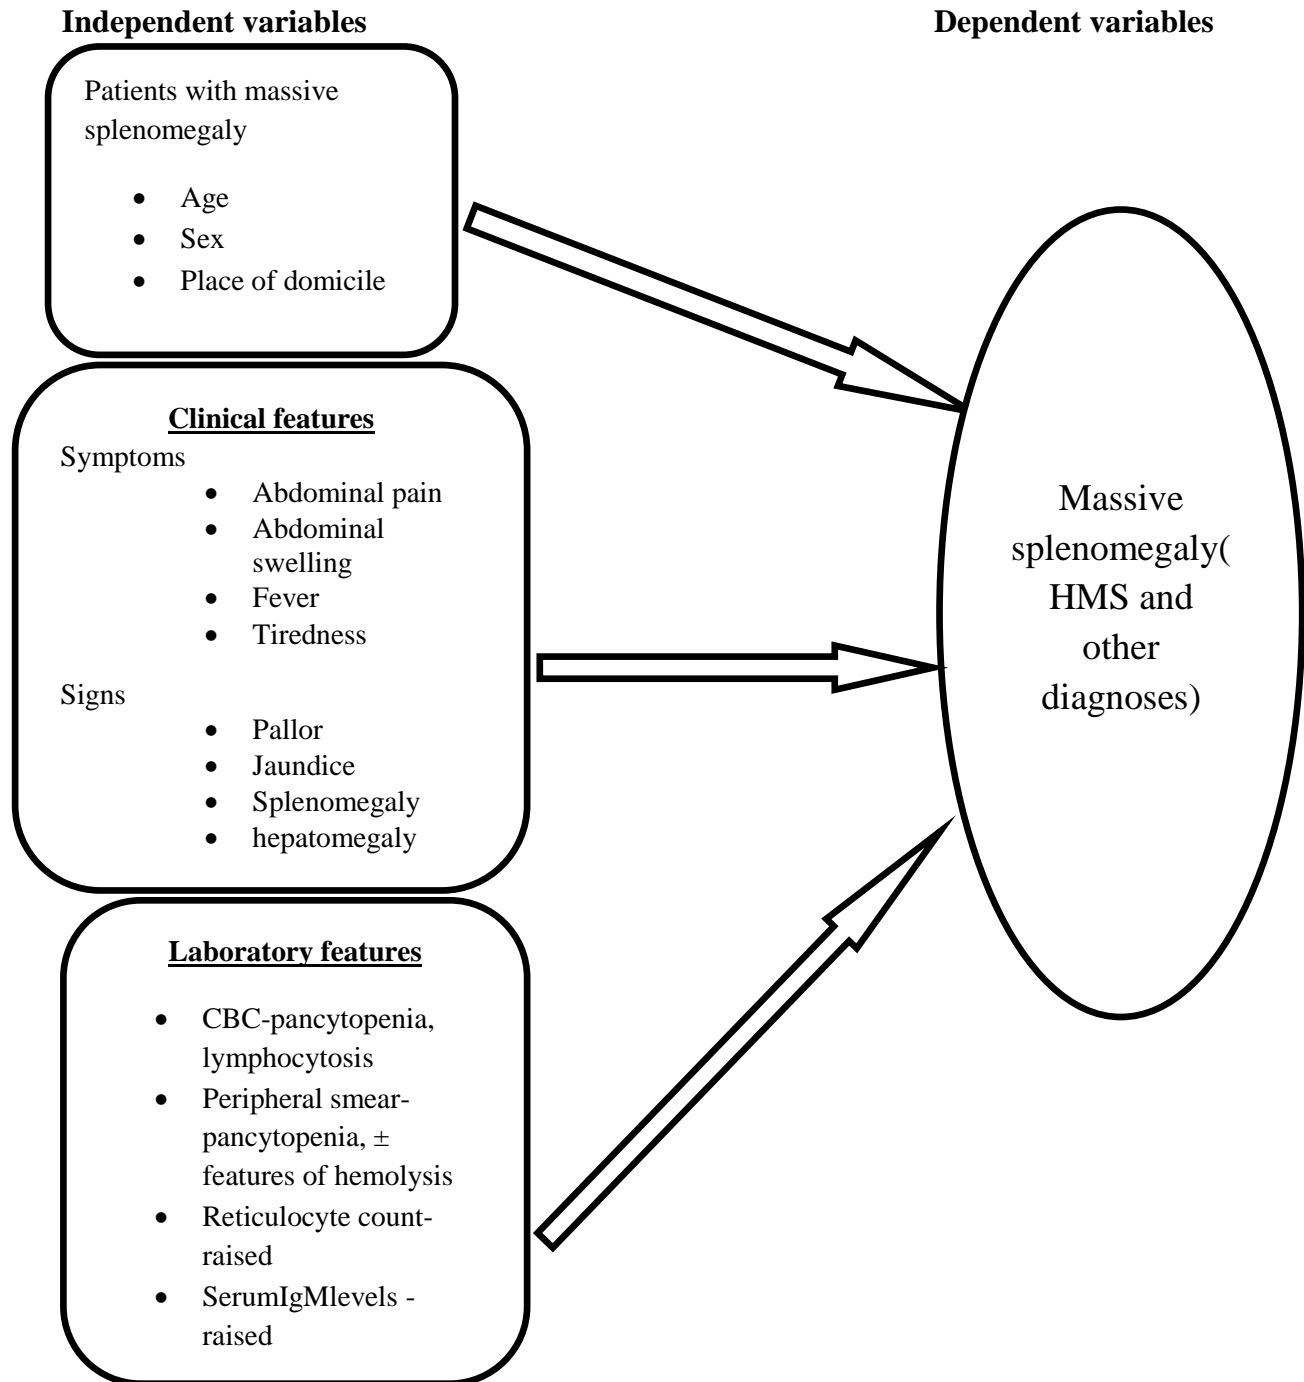 Independent variables
Dependent variables
Patients with massive
splenomegaly
• Age
• Sex
• Place of domicile
Clinical features
Symptoms
• Abdominal pain
• Abdominal
swelling
• Fever
• Tiredness
Signs
• Pallor
• Jaundice
• Splenomegaly
• hepatomegaly
Laboratory features
• CBC-pancytopenia,
lymphocytosis
• Peripheral smear-
pancytopenia, ±
features of hemolysis
• Reticulocyte count-
raised
• SerumIgMlevels -
raised
Massive
splenomegaly(
HMS and
other
diagnoses)